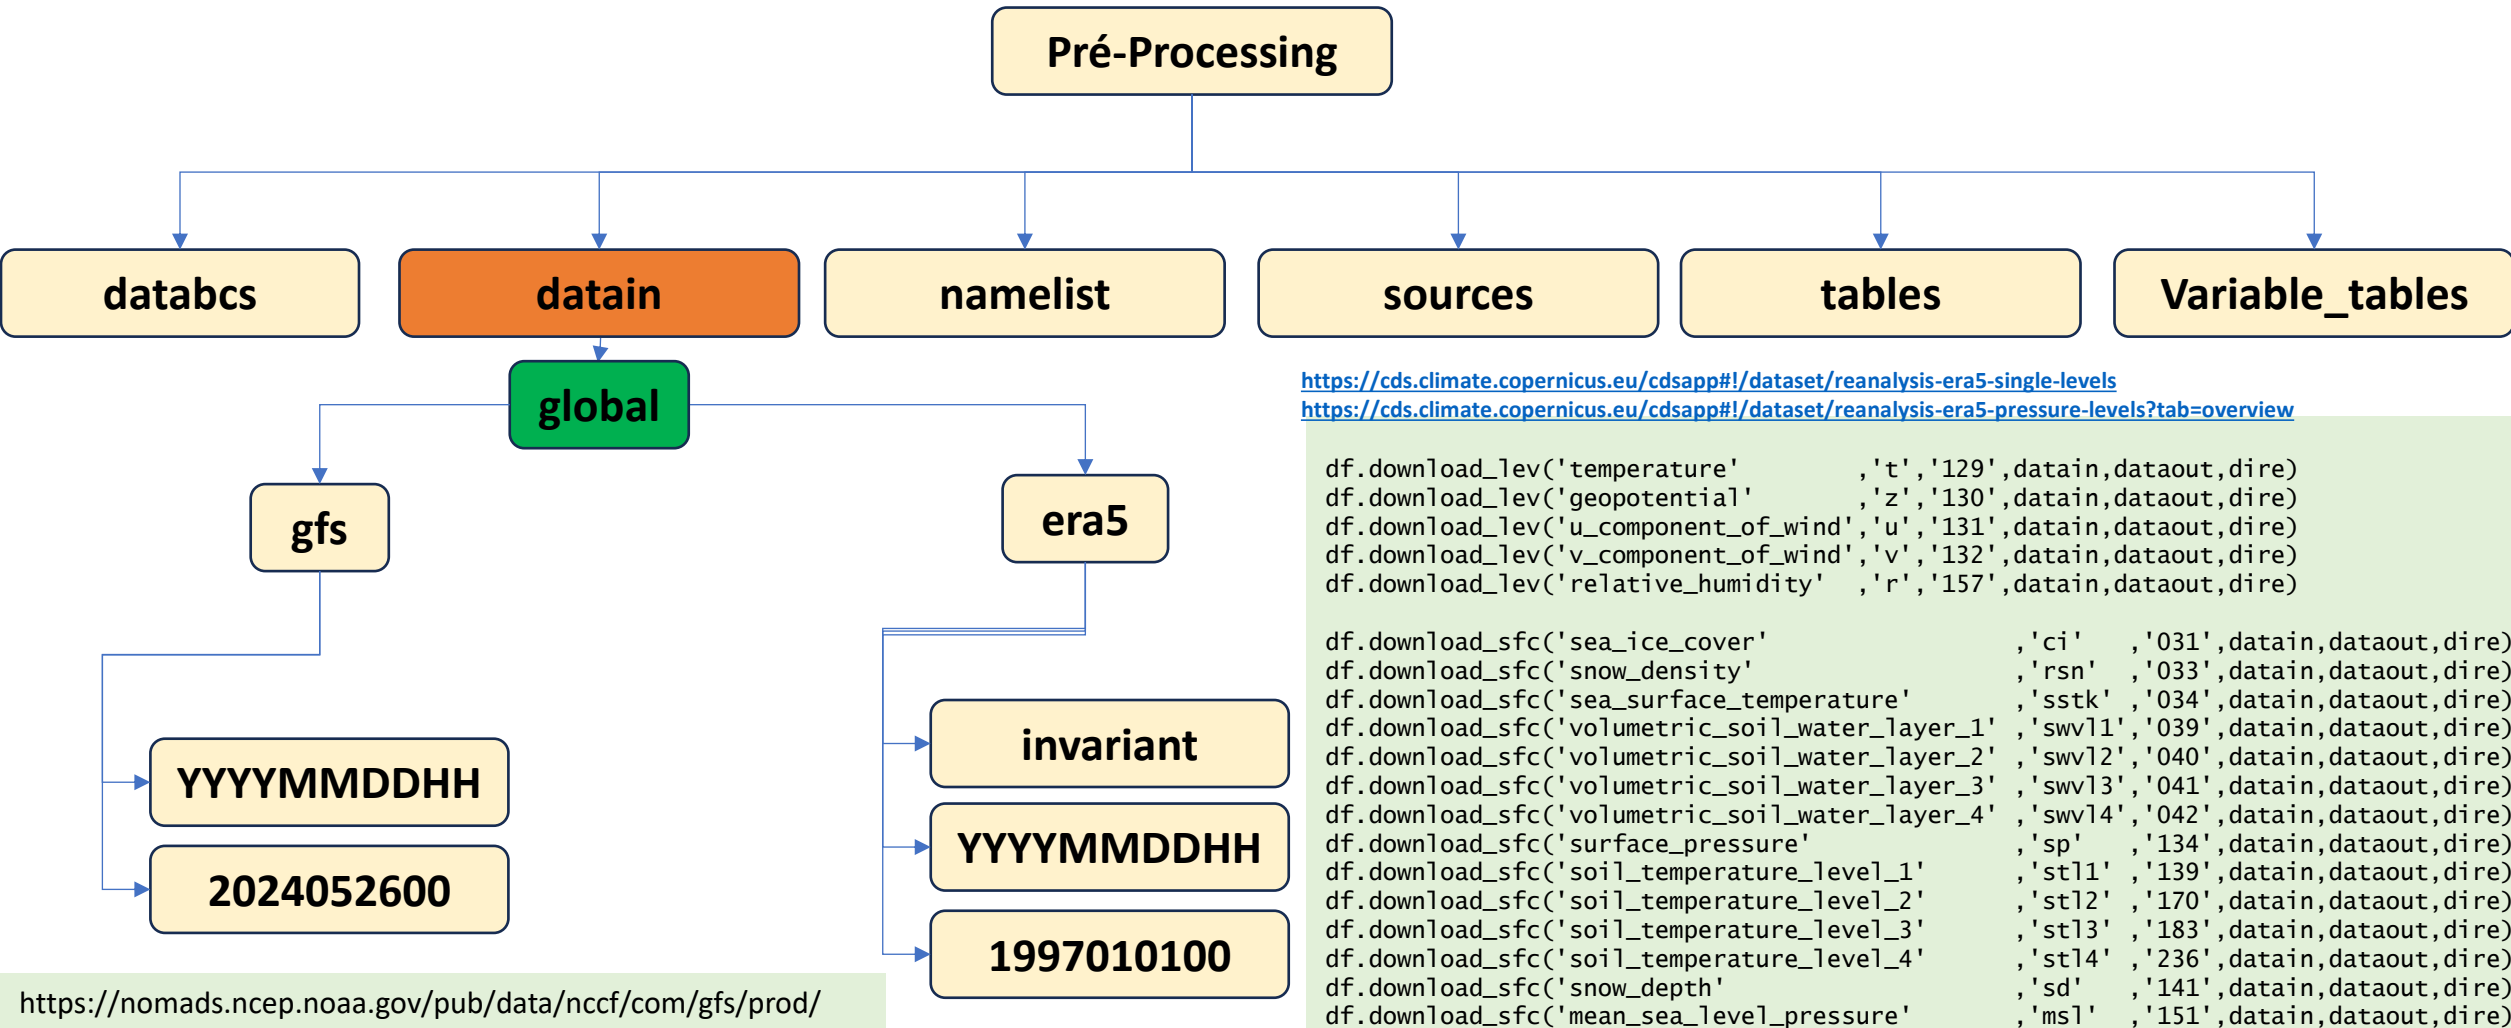 Pré-Processing
databcs
datain
namelist
sources
tables
Variable_tables
global
gfs
era5
YYYYMMDDHH
2024052600
invariant
YYYYMMDDHH
1997010100
https://nomads.ncep.noaa.gov/pub/data/nccf/com/gfs/prod/
https://cds.climate.copernicus.eu/cdsapp#!/dataset/reanalysis-era5-single-levels
https://cds.climate.copernicus.eu/cdsapp#!/dataset/reanalysis-era5-pressure-levels?tab=overview
df.download_lev('temperature'        ,'t','129',datain,dataout,dire)
df.download_lev('geopotential'       ,'z','130',datain,dataout,dire)
df.download_lev('u_component_of_wind','u','131',datain,dataout,dire)
df.download_lev('v_component_of_wind','v','132',datain,dataout,dire)
df.download_lev('relative_humidity'  ,'r','157',datain,dataout,dire)
df.download_sfc('sea_ice_cover'                 ,'ci'   ,'031',datain,dataout,dire)
df.download_sfc('snow_density'                  ,'rsn'  ,'033',datain,dataout,dire)
df.download_sfc('sea_surface_temperature'       ,'sstk' ,'034',datain,dataout,dire)
df.download_sfc('volumetric_soil_water_layer_1' ,'swvl1','039',datain,dataout,dire)
df.download_sfc('volumetric_soil_water_layer_2' ,'swvl2','040',datain,dataout,dire)
df.download_sfc('volumetric_soil_water_layer_3' ,'swvl3','041',datain,dataout,dire)
df.download_sfc('volumetric_soil_water_layer_4' ,'swvl4','042',datain,dataout,dire)
df.download_sfc('surface_pressure'              ,'sp'   ,'134',datain,dataout,dire)
df.download_sfc('soil_temperature_level_1'      ,'stl1' ,'139',datain,dataout,dire)
df.download_sfc('soil_temperature_level_2'      ,'stl2' ,'170',datain,dataout,dire)
df.download_sfc('soil_temperature_level_3'      ,'stl3' ,'183',datain,dataout,dire)
df.download_sfc('soil_temperature_level_4'      ,'stl4' ,'236',datain,dataout,dire)
df.download_sfc('snow_depth'                    ,'sd'   ,'141',datain,dataout,dire)
df.download_sfc('mean_sea_level_pressure'       ,'msl'  ,'151',datain,dataout,dire)